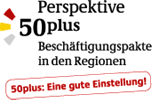 Perspektive
50plus
Beschäftigungspakte
in den Regionen
50plus: Eine gute Einstellung!